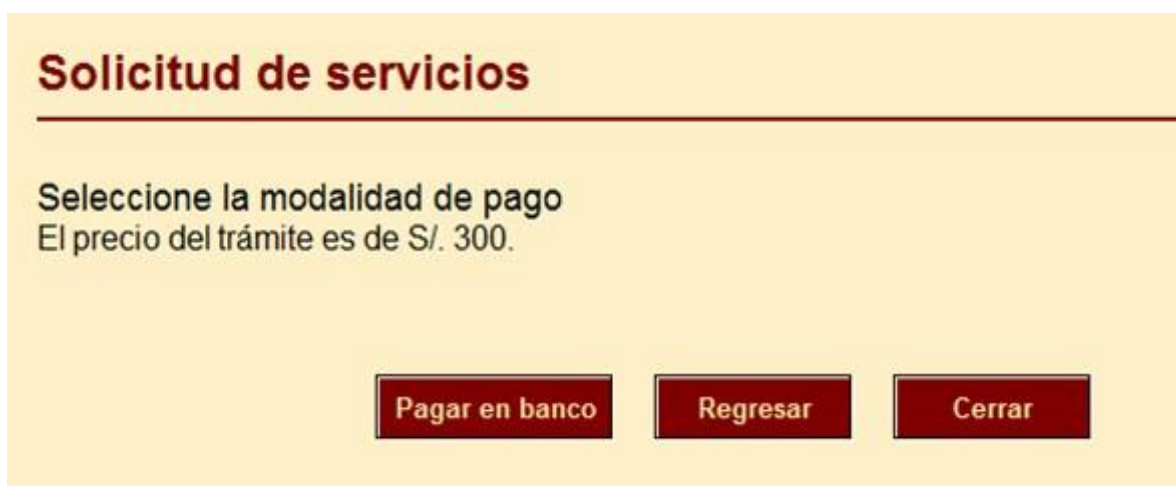 Solicitud de servicios
Seleccione la modalidad de pago
El precio del trámite es de S/. 300.
Pagar en banco Regresar Cerrar